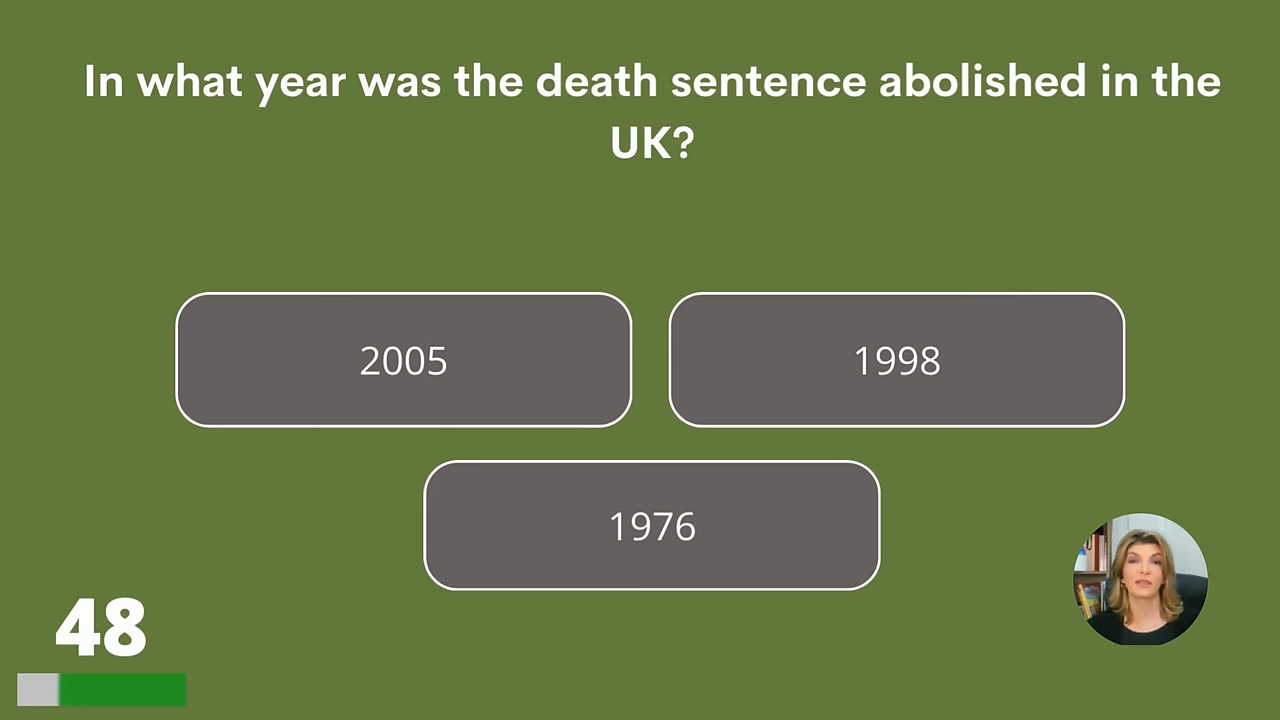 In what year was the death sentence abolished in the
UK?
2005
1998
1976
48